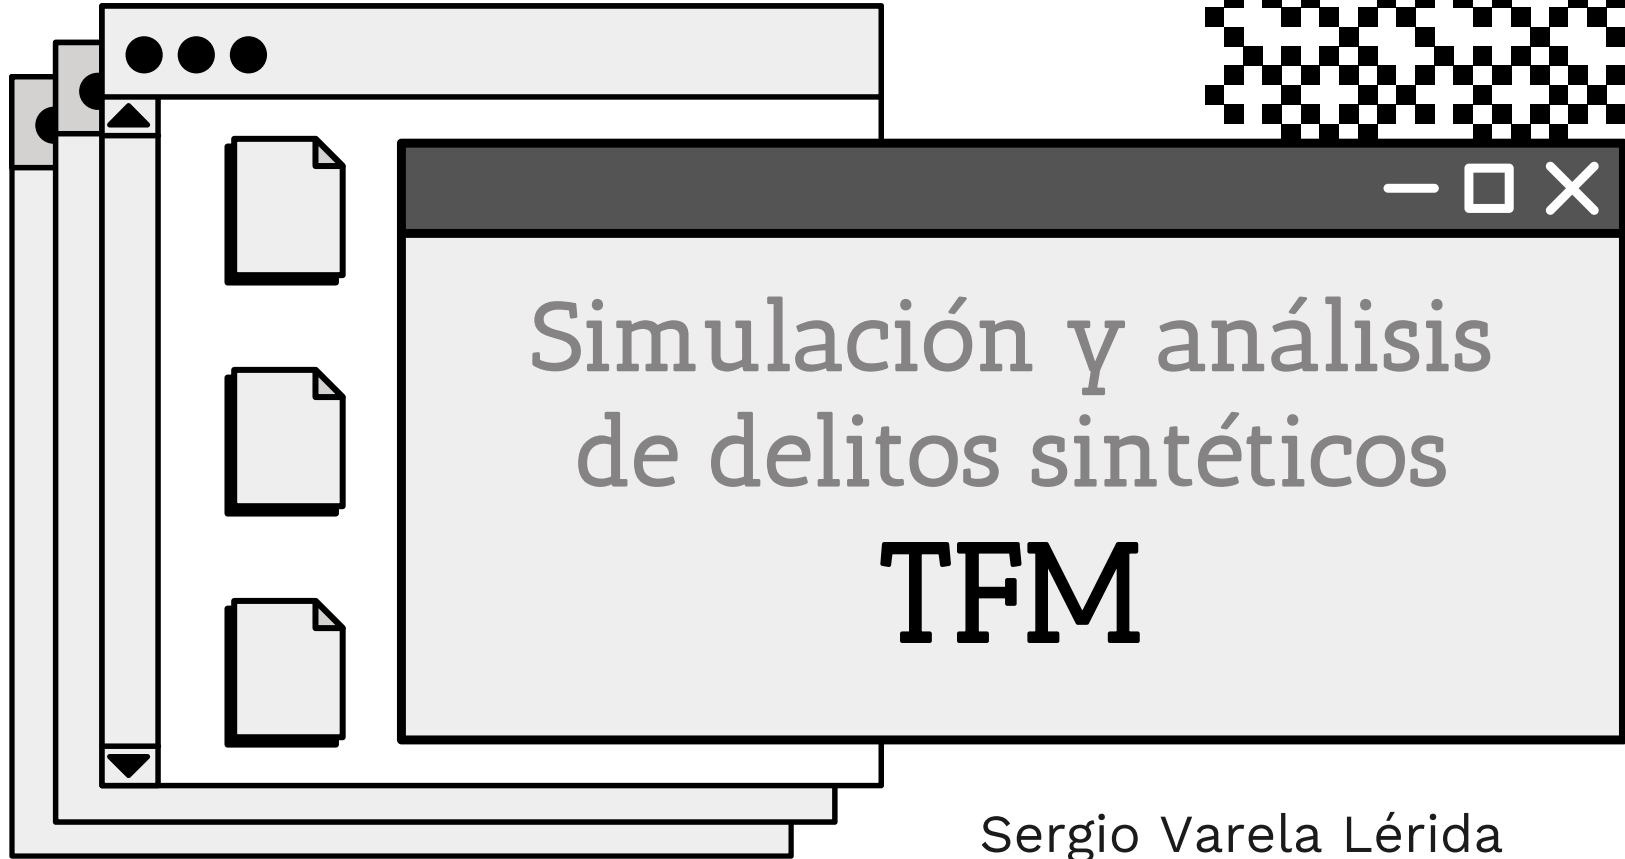 Simulación y análisis
de delitos sintéticos
TFM
Sergio Varela Lérida